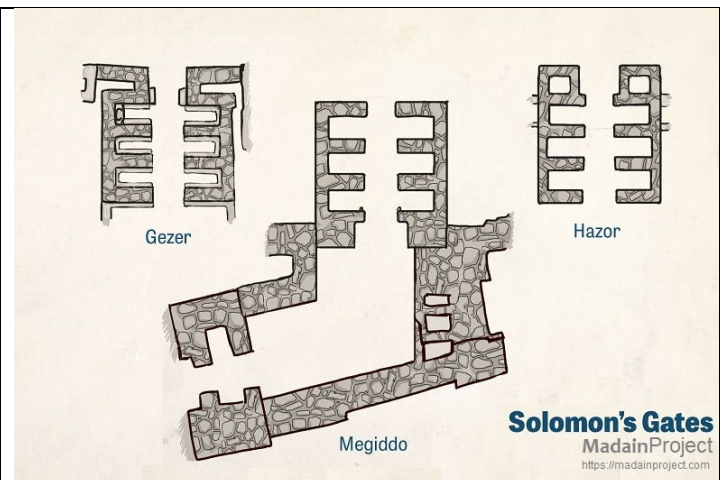 Gezer
Hazor
Megiddo
Solomon's Gates
MadainProject
https://madainproject.com